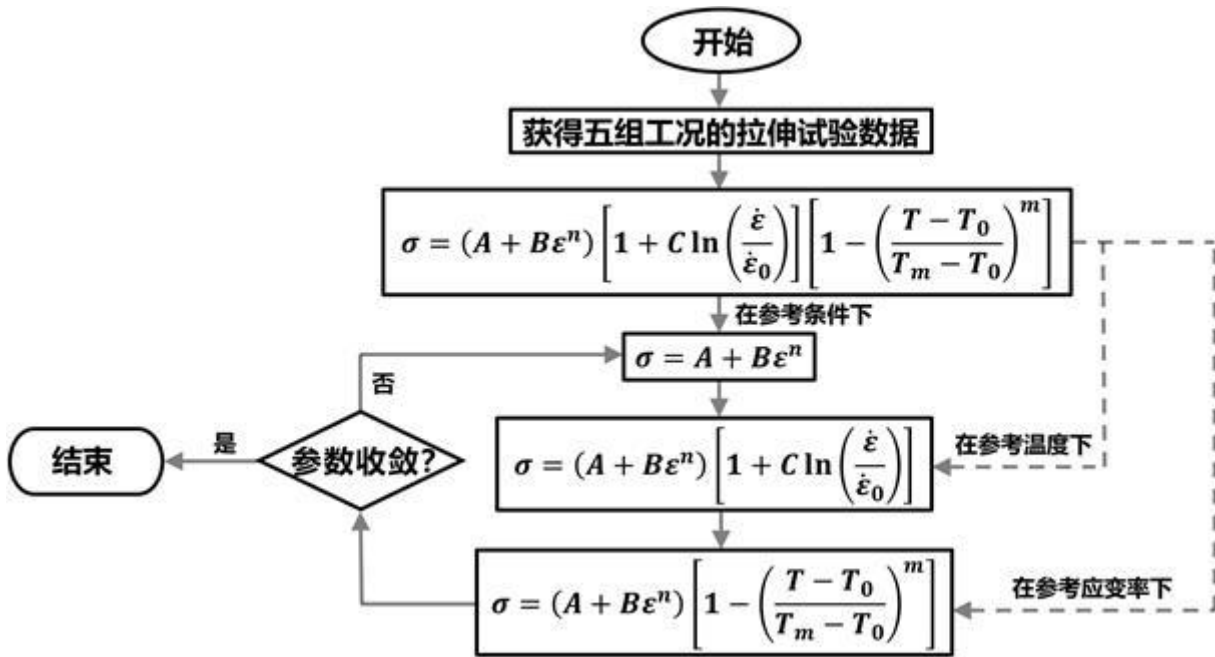 开始
获得五组工况的拉伸试验数据
σ = (A + Bεⁿ) [1 + C ln(ε̇/ε̇₀)] [1 − ((T − T₀)/(Tₘ − T₀))ᵐ]
在参考条件下
σ = A + Bεⁿ
否
是
结束
参数收敛?
σ = (A + Bεⁿ) [1 + C ln(ε̇/ε̇₀)]
在参考温度下
σ = (A + Bεⁿ) [1 − ((T − T₀)/(Tₘ − T₀))ᵐ]
在参考应变率下